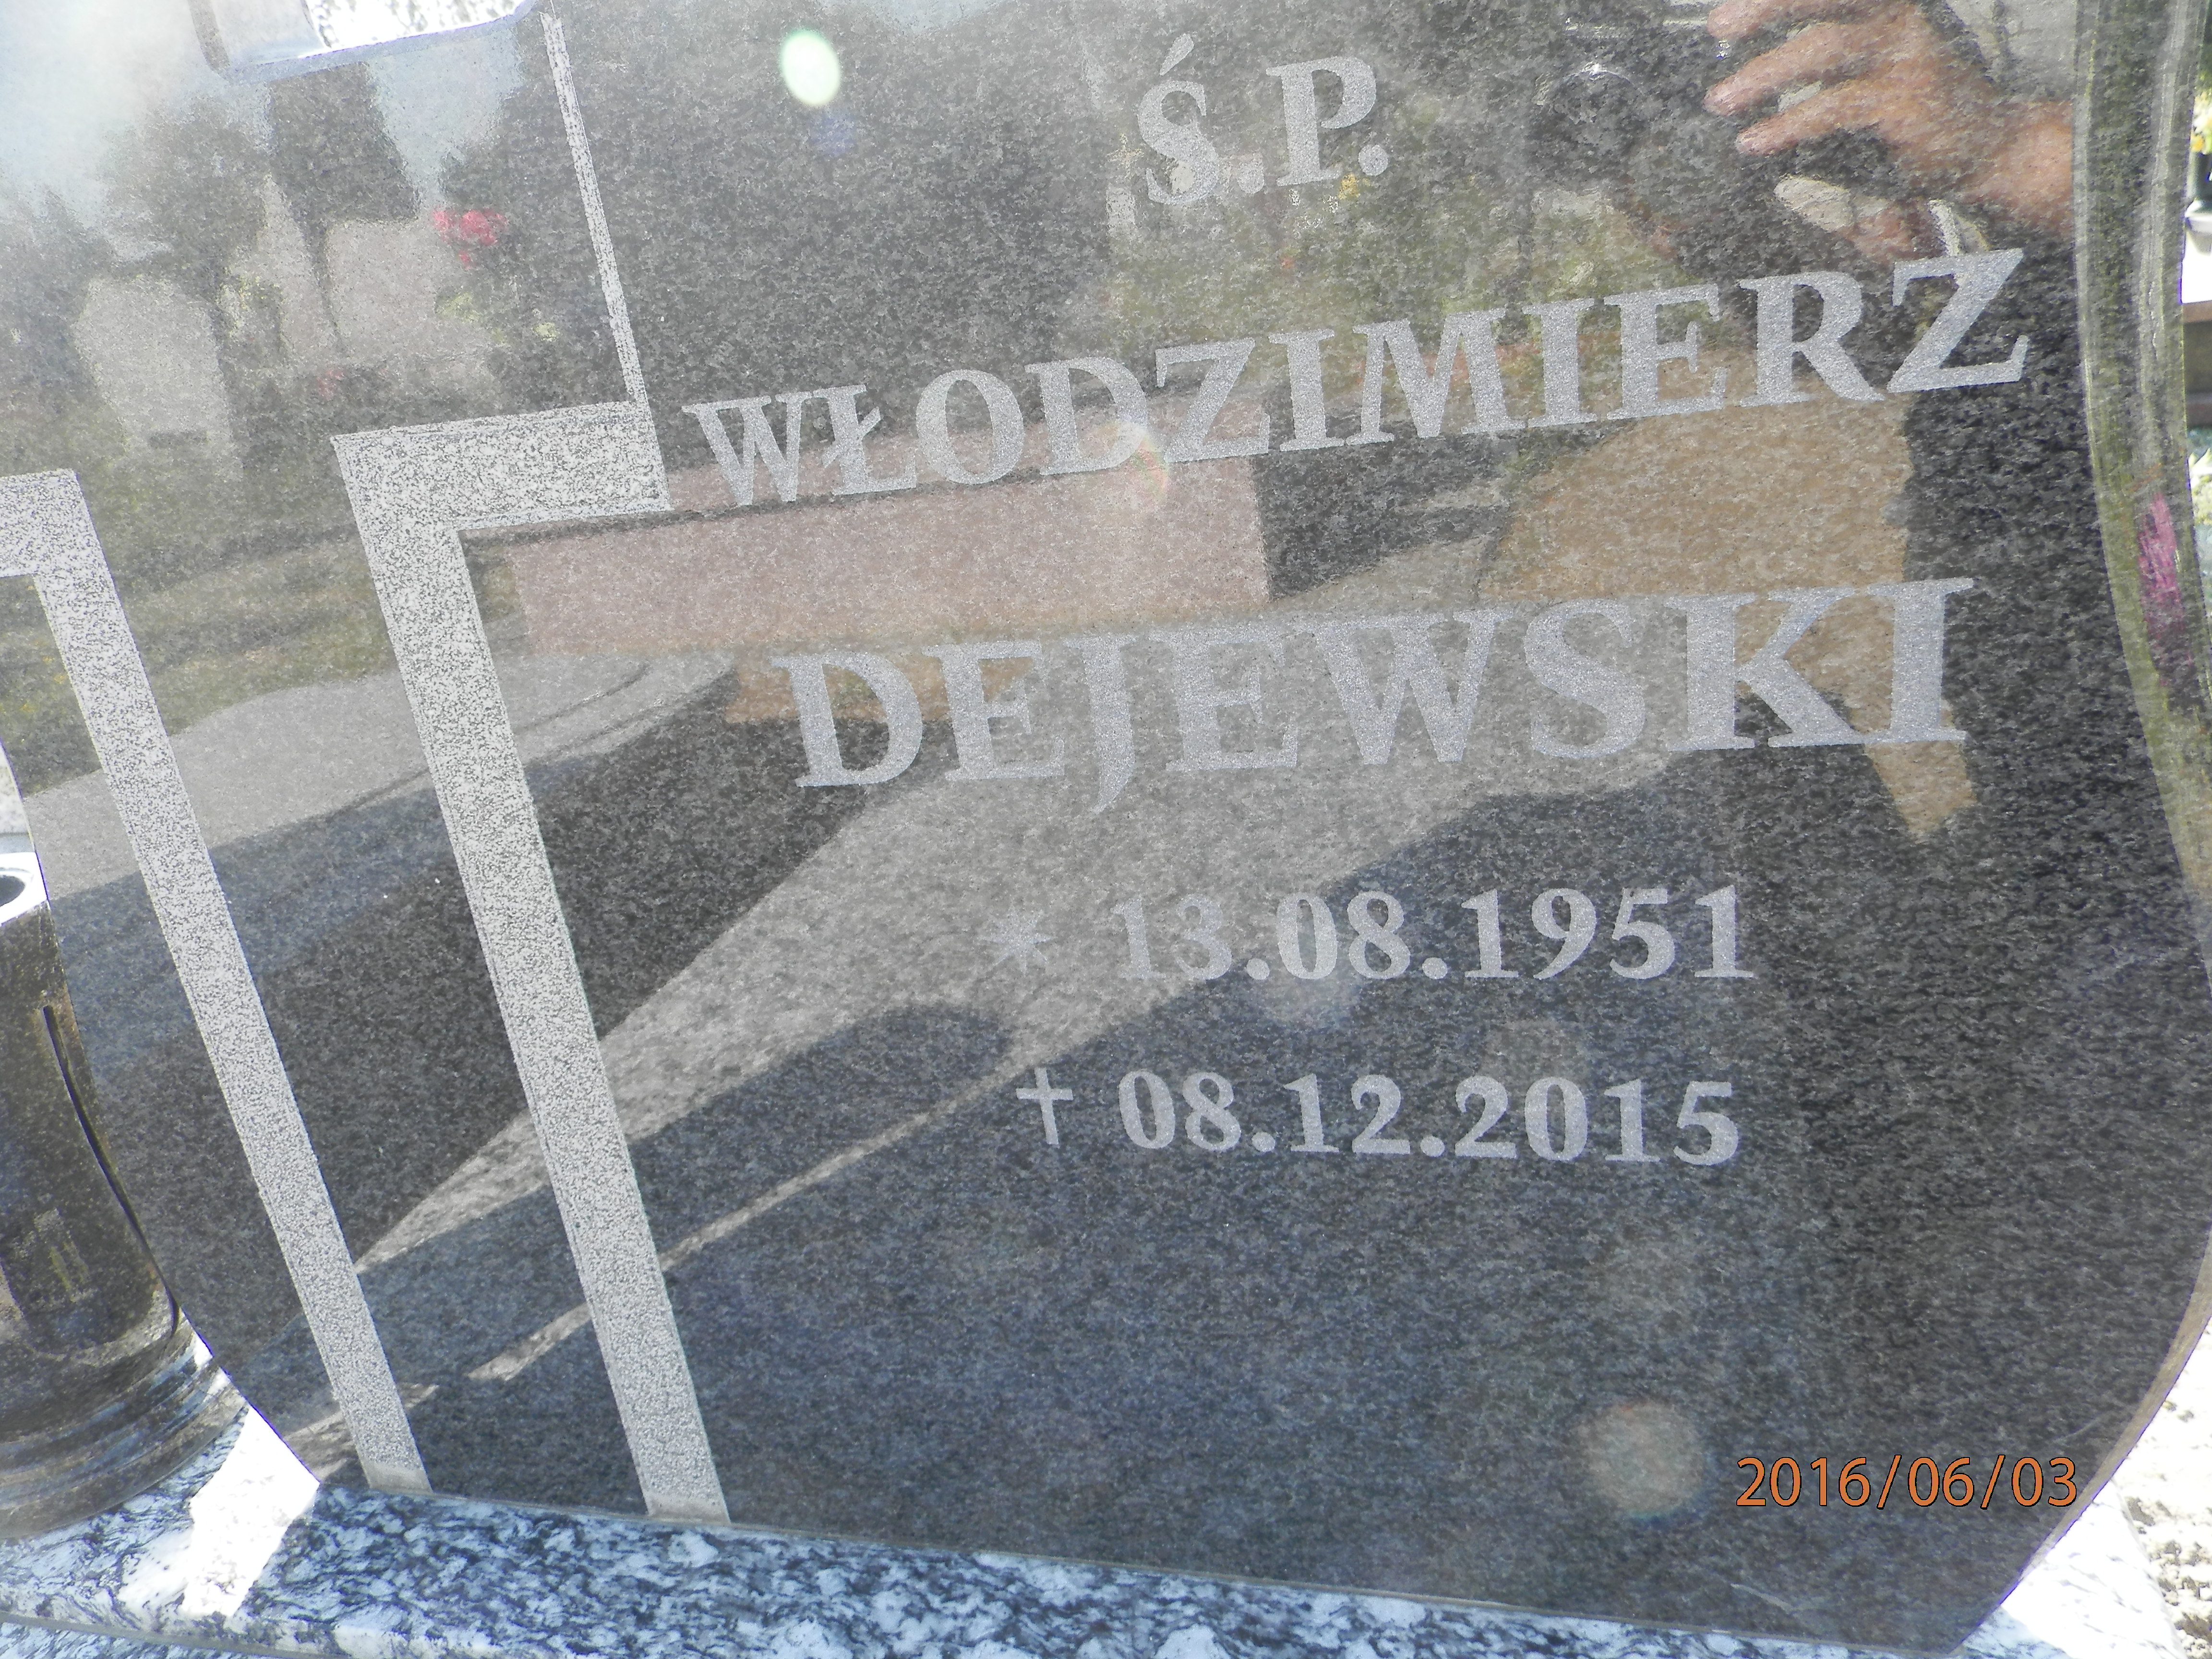 Ś.P.
WŁODZIMIERZ
DEJEWSKI
* 13.08.1951
† 08.12.2015
2016/06/03